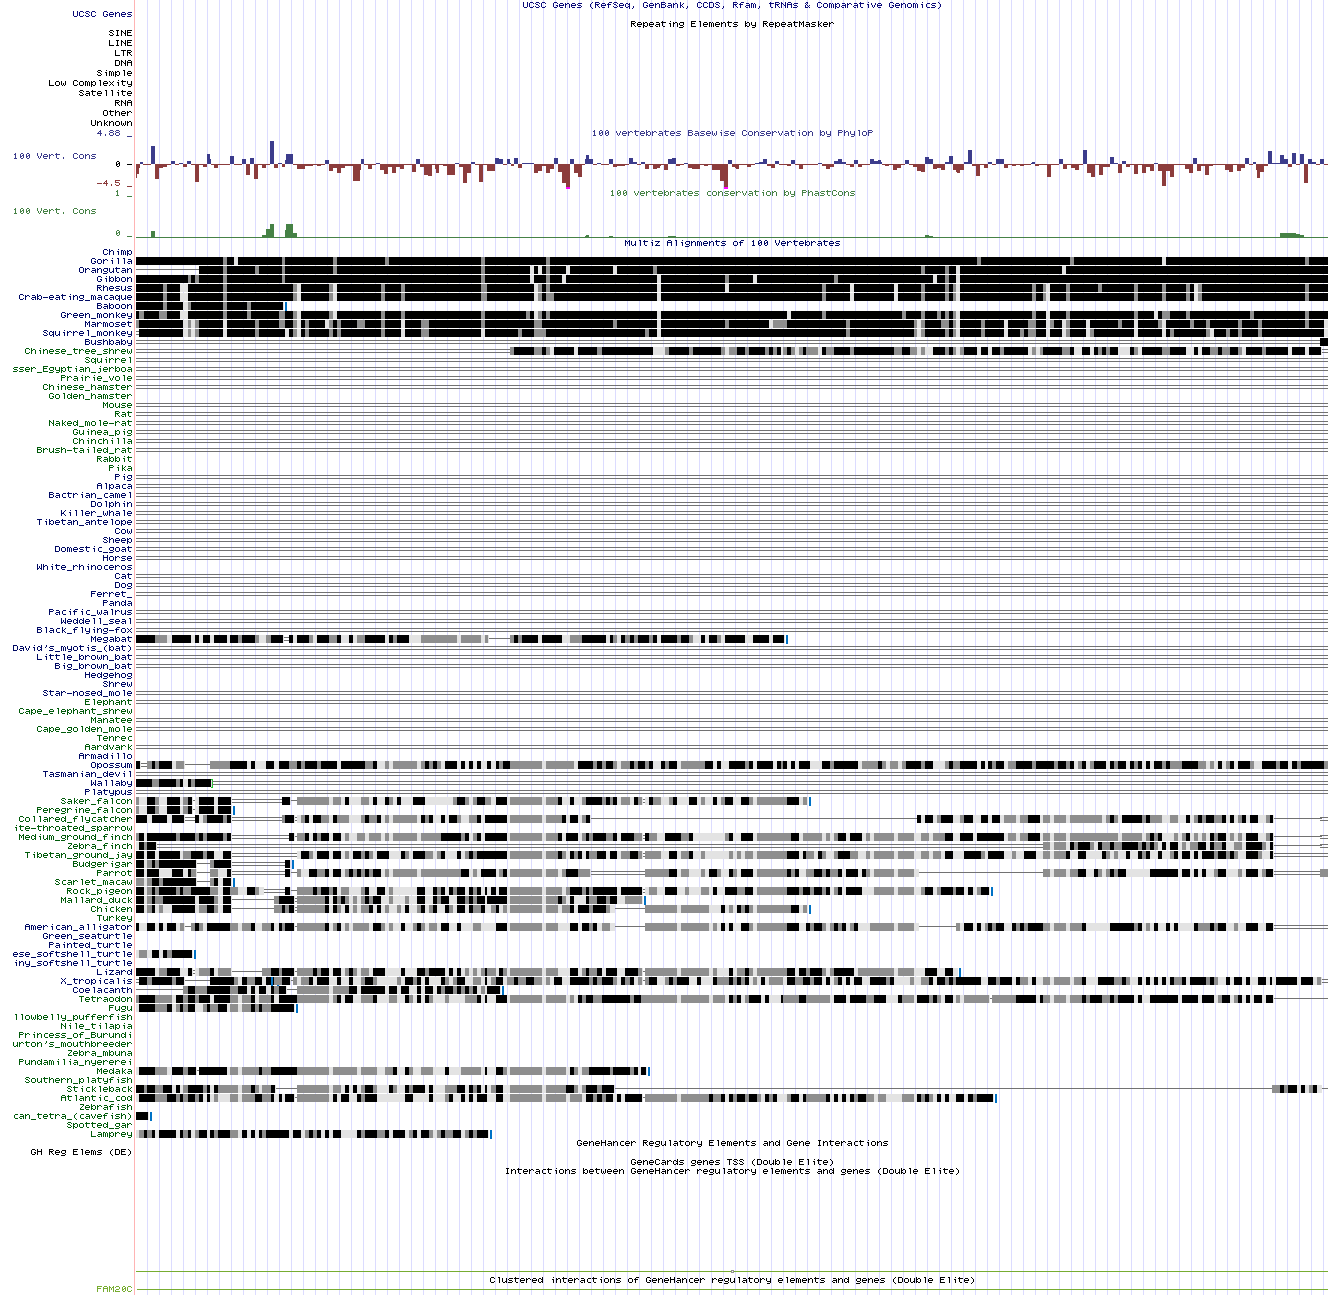 UCSC Genes (RefSeq, GenBank, CCDS, Rfam, tRNAs & Comparative Genomics)
UCSC Genes
Repeating Elements by RepeatMasker
SINE
LINE
LTR
DNA
Simple
Low Complexity
Satellite
RNA
Other
Unknown
4.88 _
100 vertebrates Basewise Conservation by PhyloP
100 Vert. Cons
0 -
-4.5 _
1 _
100 vertebrates conservation by PhastCons
100 Vert. Cons
0 _
Multiz Alignments of 100 Vertebrates
Chimp
Gorilla
Orangutan
Gibbon
Rhesus
Crab-eating_macaque
Baboon
Green_monkey
Marmoset
Squirrel_monkey
Bushbaby
Chinese_tree_shrew
Squirrel
sser_Egyptian_jerboa
Prairie_vole
Chinese_hamster
Golden_hamster
Mouse
Rat
Naked_mole-rat
Guinea_pig
Chinchilla
Brush-tailed_rat
Rabbit
Pika
Pig
Alpaca
Bactrian_camel
Dolphin
Killer_whale
Tibetan_antelope
Cow
Sheep
Domestic_goat
Horse
White_rhinoceros
Cat
Dog
Ferret_
Panda
Pacific_walrus
Weddell_seal
Black_flying-fox
Megabat
David's_myotis_(bat)
Little_brown_bat
Big_brown_bat
Hedgehog
Shrew
Star-nosed_mole
Elephant
Cape_elephant_shrew
Manatee
Cape_golden_mole
Tenrec
Aardvark
Armadillo
Opossum
Tasmanian_devil
Wallaby
Platypus
Saker_falcon
Peregrine_falcon
Collared_flycatcher
ite-throated_sparrow
Medium_ground_finch
Zebra_finch
Tibetan_ground_jay
Budgerigar
Parrot
Scarlet_macaw
Rock_pigeon
Mallard_duck
Chicken
Turkey
American_alligator
Green_seaturtle
Painted_turtle
ese_softshell_turtle
iny_softshell_turtle
Lizard
X_tropicalis
Coelacanth
Tetraodon
Fugu
llowbelly_pufferfish
Nile_tilapia
Princess_of_Burundi
urton's_mouthbreeder
Zebra_mbuna
Pundamilia_nyererei
Medaka
Southern_platyfish
Stickleback
Atlantic_cod
Zebrafish
can_tetra_(cavefish)
Spotted_gar
Lamprey
GeneHancer Regulatory Elements and Gene Interactions
GH Reg Elems (DE)
GeneCards genes TSS (Double Elite)
Interactions between GeneHancer regulatory elements and genes (Double Elite)
Clustered interactions of GeneHancer regulatory elements and genes (Double Elite)
FAM20C